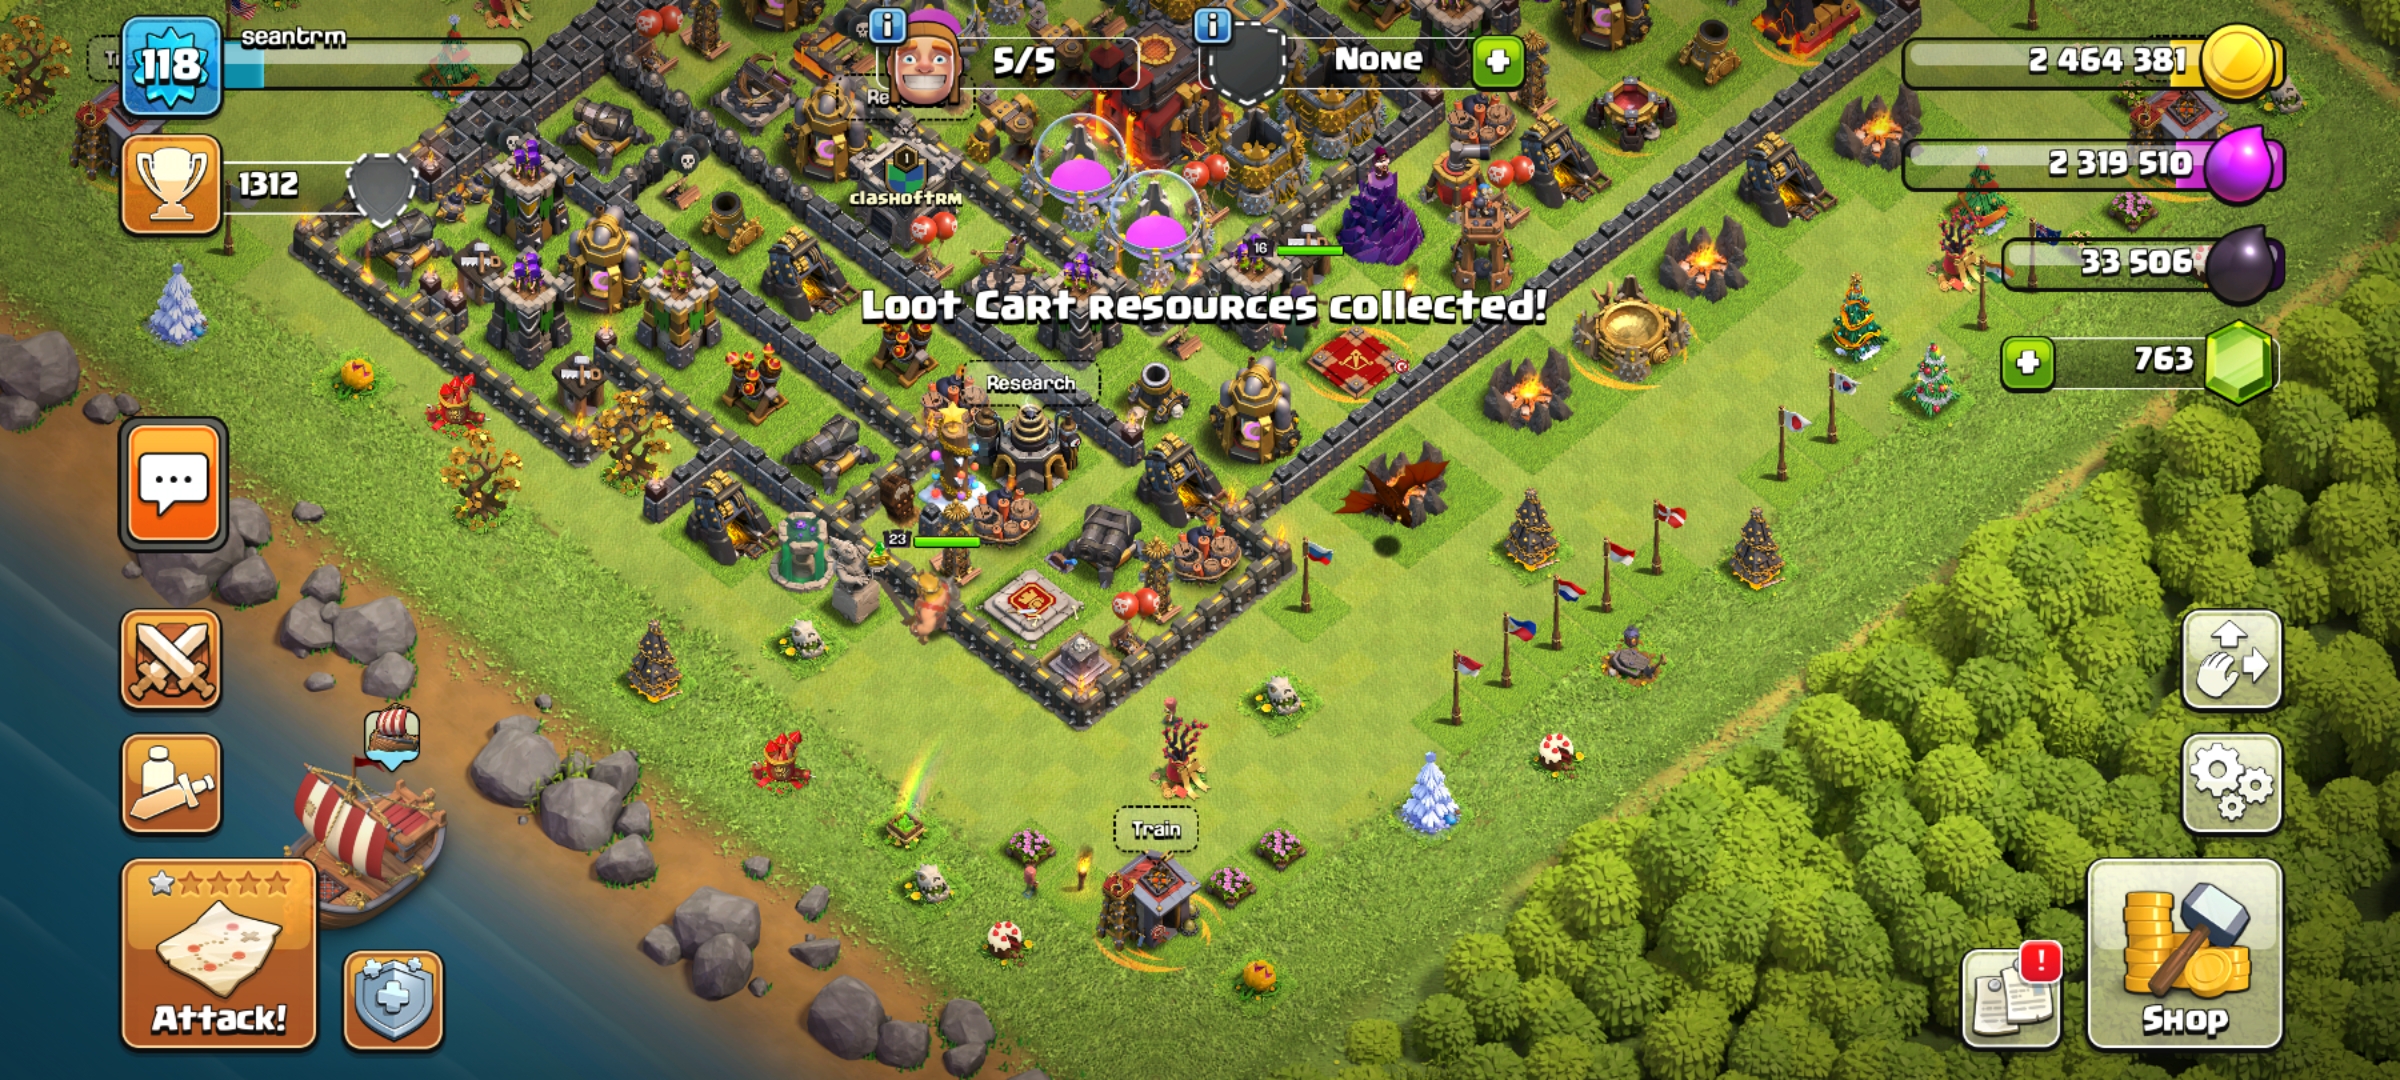 118
seantrm
5/5
None
2 464 381
1312
clashoftrm
2 319 510
16
33 506
Loot Cart resources collected!
763
Research
23
Train
Attack!
Shop